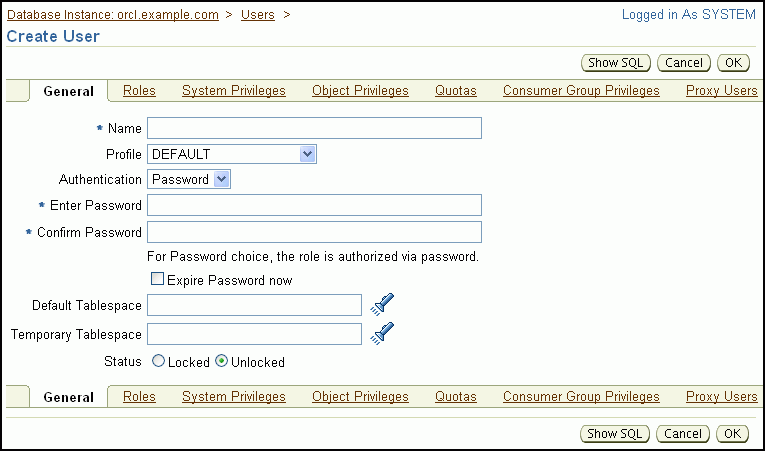 Database Instance: orcl.example.com > Users > Logged in As SYSTEM
Create User
Show SQL Cancel OK
General Roles System Privileges Object Privileges Quotas Consumer Group Privileges Proxy Users
* Name
Profile DEFAULT
Authentication Password
* Enter Password
* Confirm Password
For Password choice, the role is authorized via password.
Expire Password now
Default Tablespace
Temporary Tablespace
Status Locked Unlocked
General Roles System Privileges Object Privileges Quotas Consumer Group Privileges Proxy Users
Show SQL Cancel OK